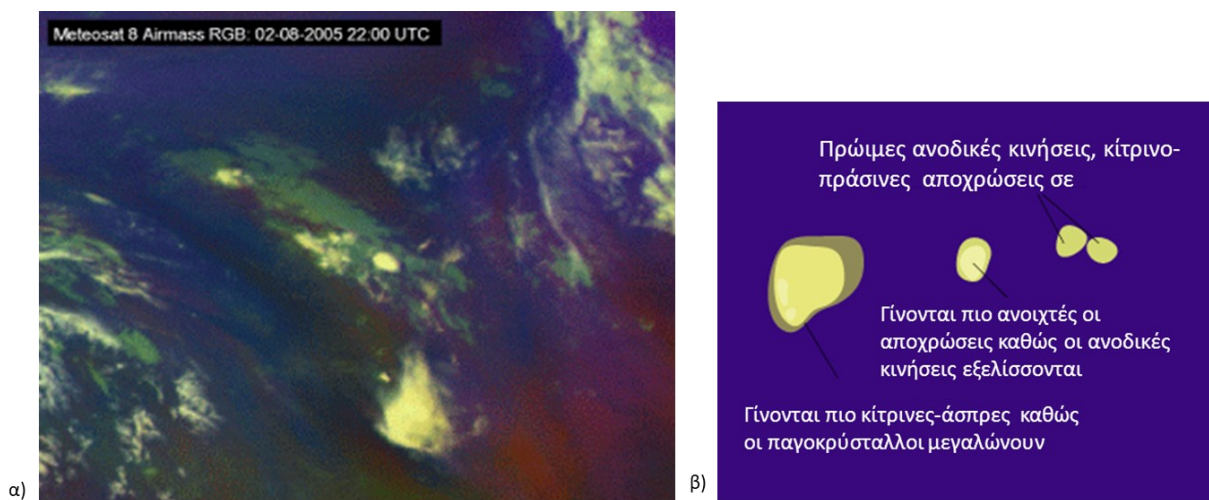 Meteosat 8 Airmass RGB: 02-08-2005 22:00 UTC
α)
Πρώιμες ανοδικές κινήσεις, κίτρινο-
πράσινες αποχρώσεις σε
Γίνονται πιο ανοιχτές οι
αποχρώσεις καθώς οι ανοδικές
κινήσεις εξελίσσονται
Γίνονται πιο κίτρινες-άσπρες καθώς
οι παγοκρύσταλλοι μεγαλώνουν
β)